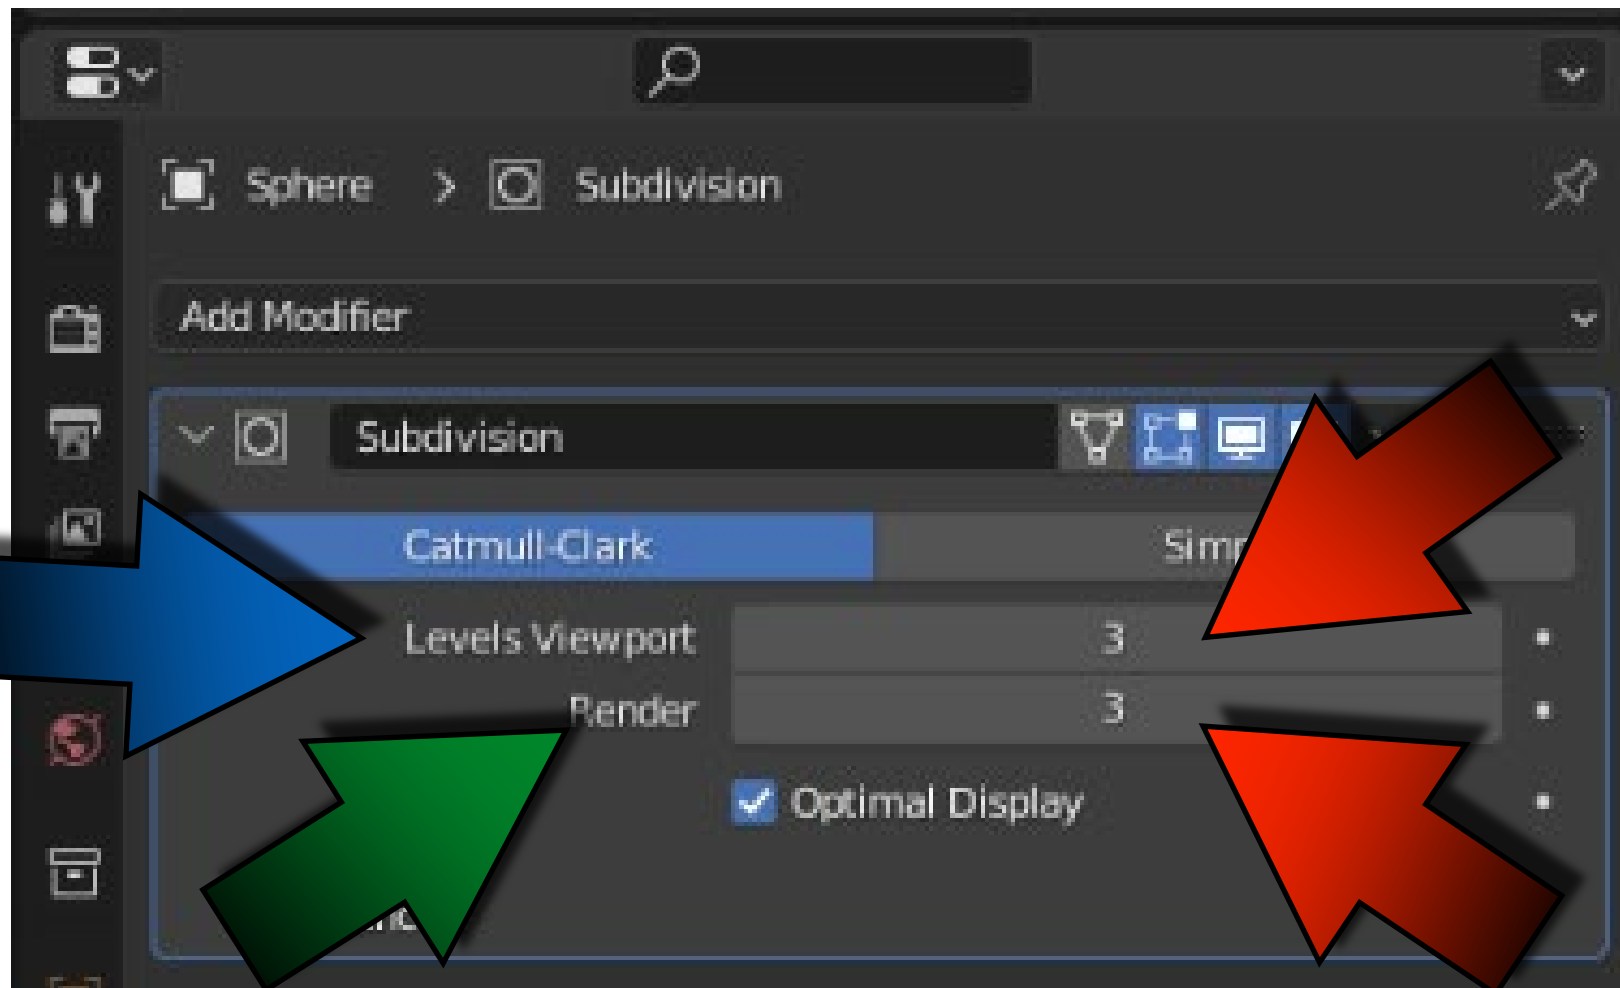 Sphere > Subdivision
Add Modifier
Subdivision
Catmull-Clark
Levels Viewport 3
Render 3
Optimal Display